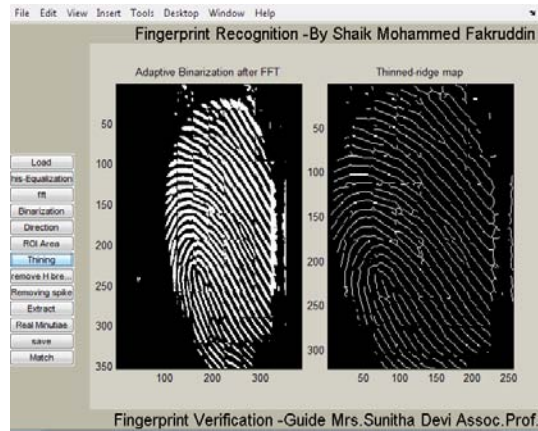 File Edit View Insert Tools Desktop Window Help
Fingerprint Recognition -By Shaik Mohammed Fakruddin
Adaptive Binarization after FFT
Thinned-ridge map
50
100
150
200
250
300
350
100 200 300
50
100
150
200
250
300
50 100 150 200 250
Load
his-Equalization
fft
Binarization
Direction
ROI Area
Thining
remove H bre...
Removing spike
Extract
Real Minutiae
save
Match
Fingerprint Verification -Guide Mrs.Sunitha Devi Assoc.Prof.